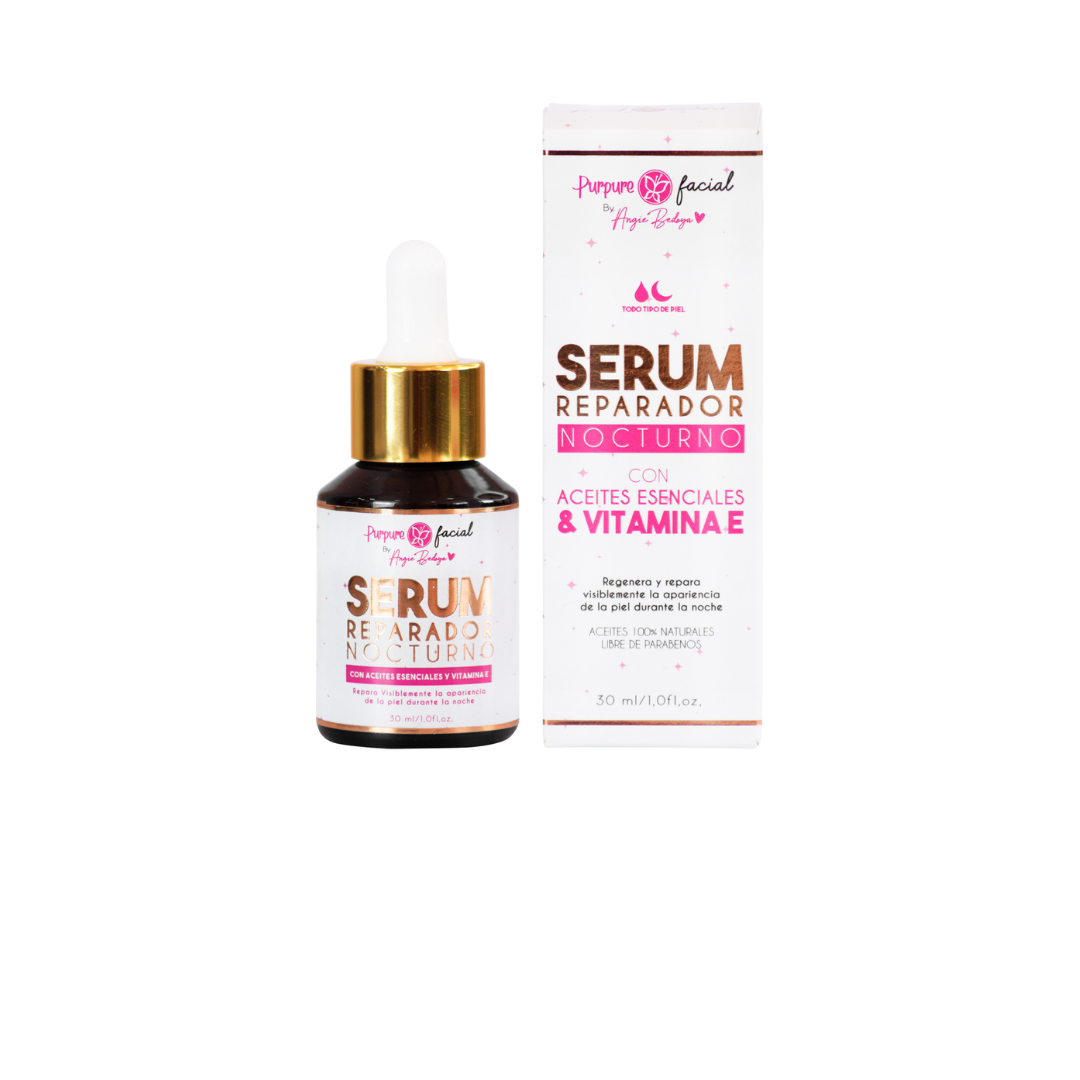 Purpure facial
By Angie Bedoya
SERUM
REPARADOR
NOCTURNO
CON ACEITES ESENCIALES Y VITAMINA E
Repara Visiblemente la apariencia
de la piel durante la noche
30 ml/1,0fl,oz,
Purpure facial
By Angie Bedoya
TODO TIPO DE PIEL
SERUM
REPARADOR
NOCTURNO
CON
ACEITES ESENCIALES
& VITAMINA E
Regenera y repara
visiblemente la apariencia
de la piel durante la noche
ACEITES 100% NATURALES
LIBRE DE PARABENOS
30 ml/1,0fl,oz,